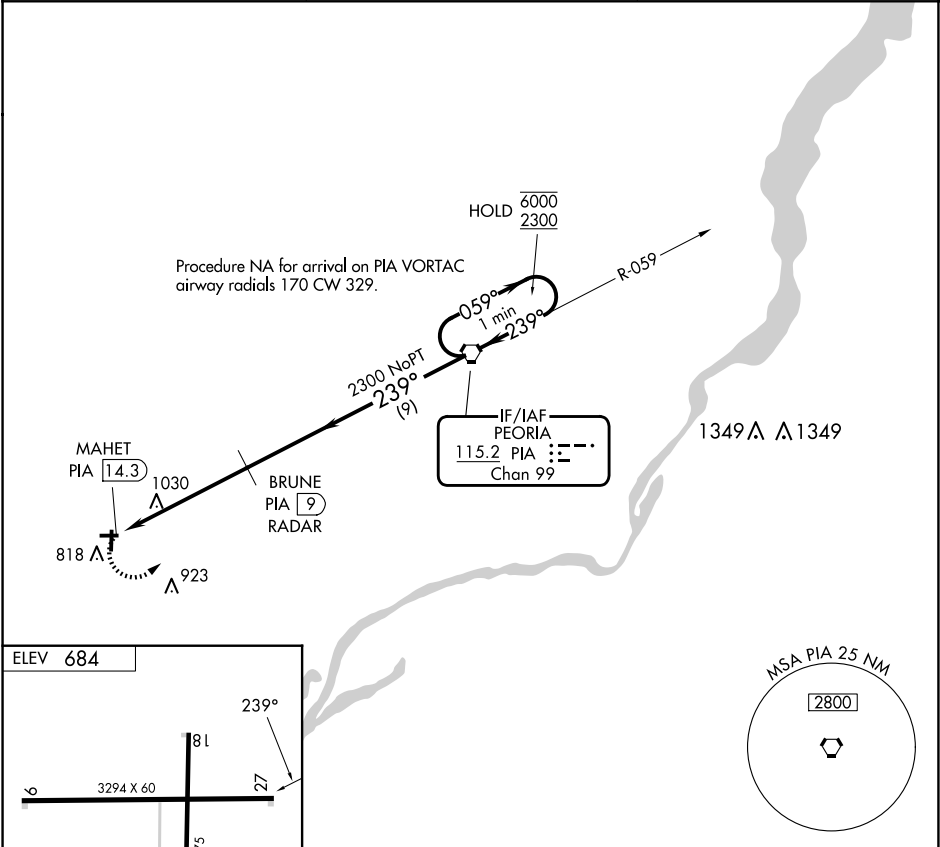 HOLD 6000
2300
Procedure NA for arrival on PIA VORTAC
airway radials 170 CW 329.
R-059
059°
1 min
239°
2300 NoPT
239°
(9)
IF/IAF
PEORIA
115.2 PIA
Chan 99
1349 1349
MAHET
PIA 14.3
1030
BRUNE
PIA 9
RADAR
818
923
ELEV 684
239°
18
9
3294 X 60
27
MSA PIA 25 NM
2800